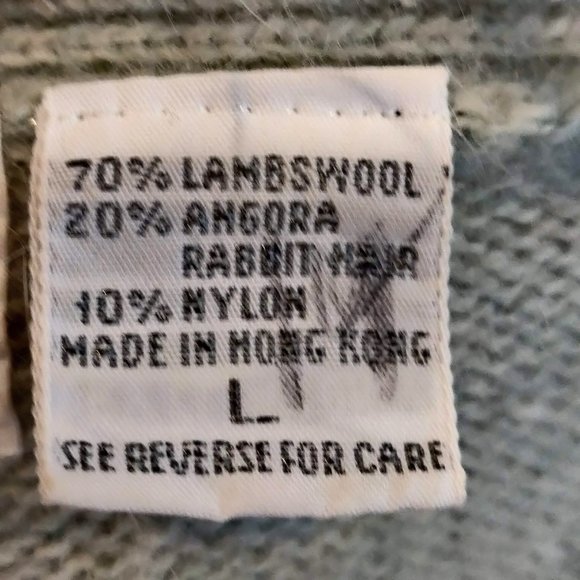 70% LAMBSWOOL
20% ANGORA
RABBIT HAIR
10% NYLON
MADE IN HONG KONG
L
SEE REVERSE FOR CARE